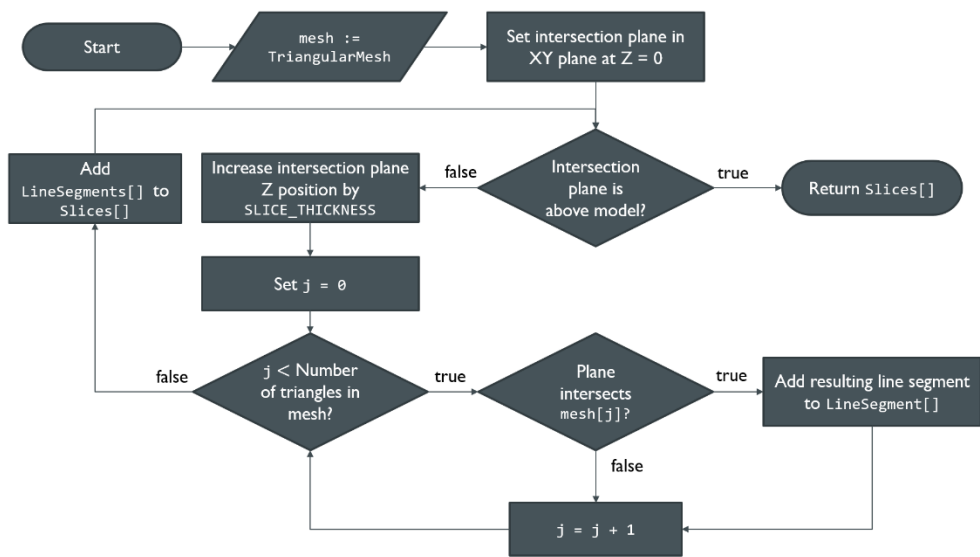 Start
mesh :=
TriangularMesh
Set intersection plane in
XY plane at Z = 0
Add
LineSegments[] to
Slices[]
Increase intersection plane
Z position by
SLICE_THICKNESS
false
Intersection
plane is
above model?
true
Return Slices[]
Set j = 0
false
j < Number
of triangles in
mesh?
true
Plane
intersects
mesh[j]?
true
Add resulting line segment
to LineSegment[]
false
j = j + 1